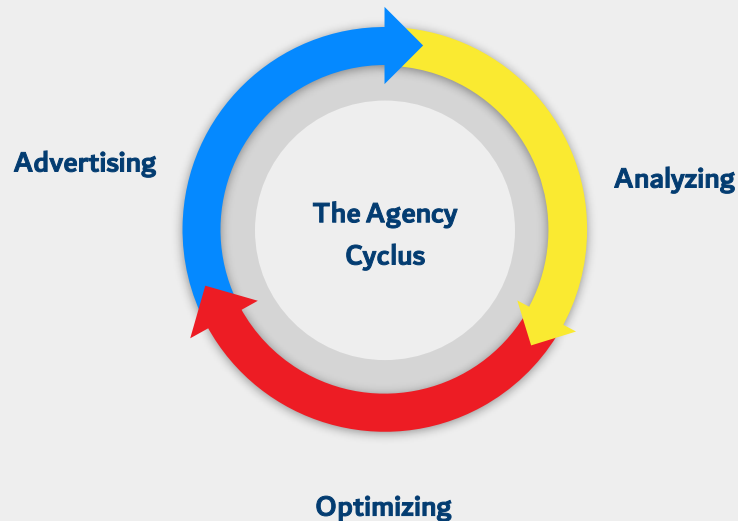 Advertising
Analyzing
The Agency
Cyclus
Optimizing